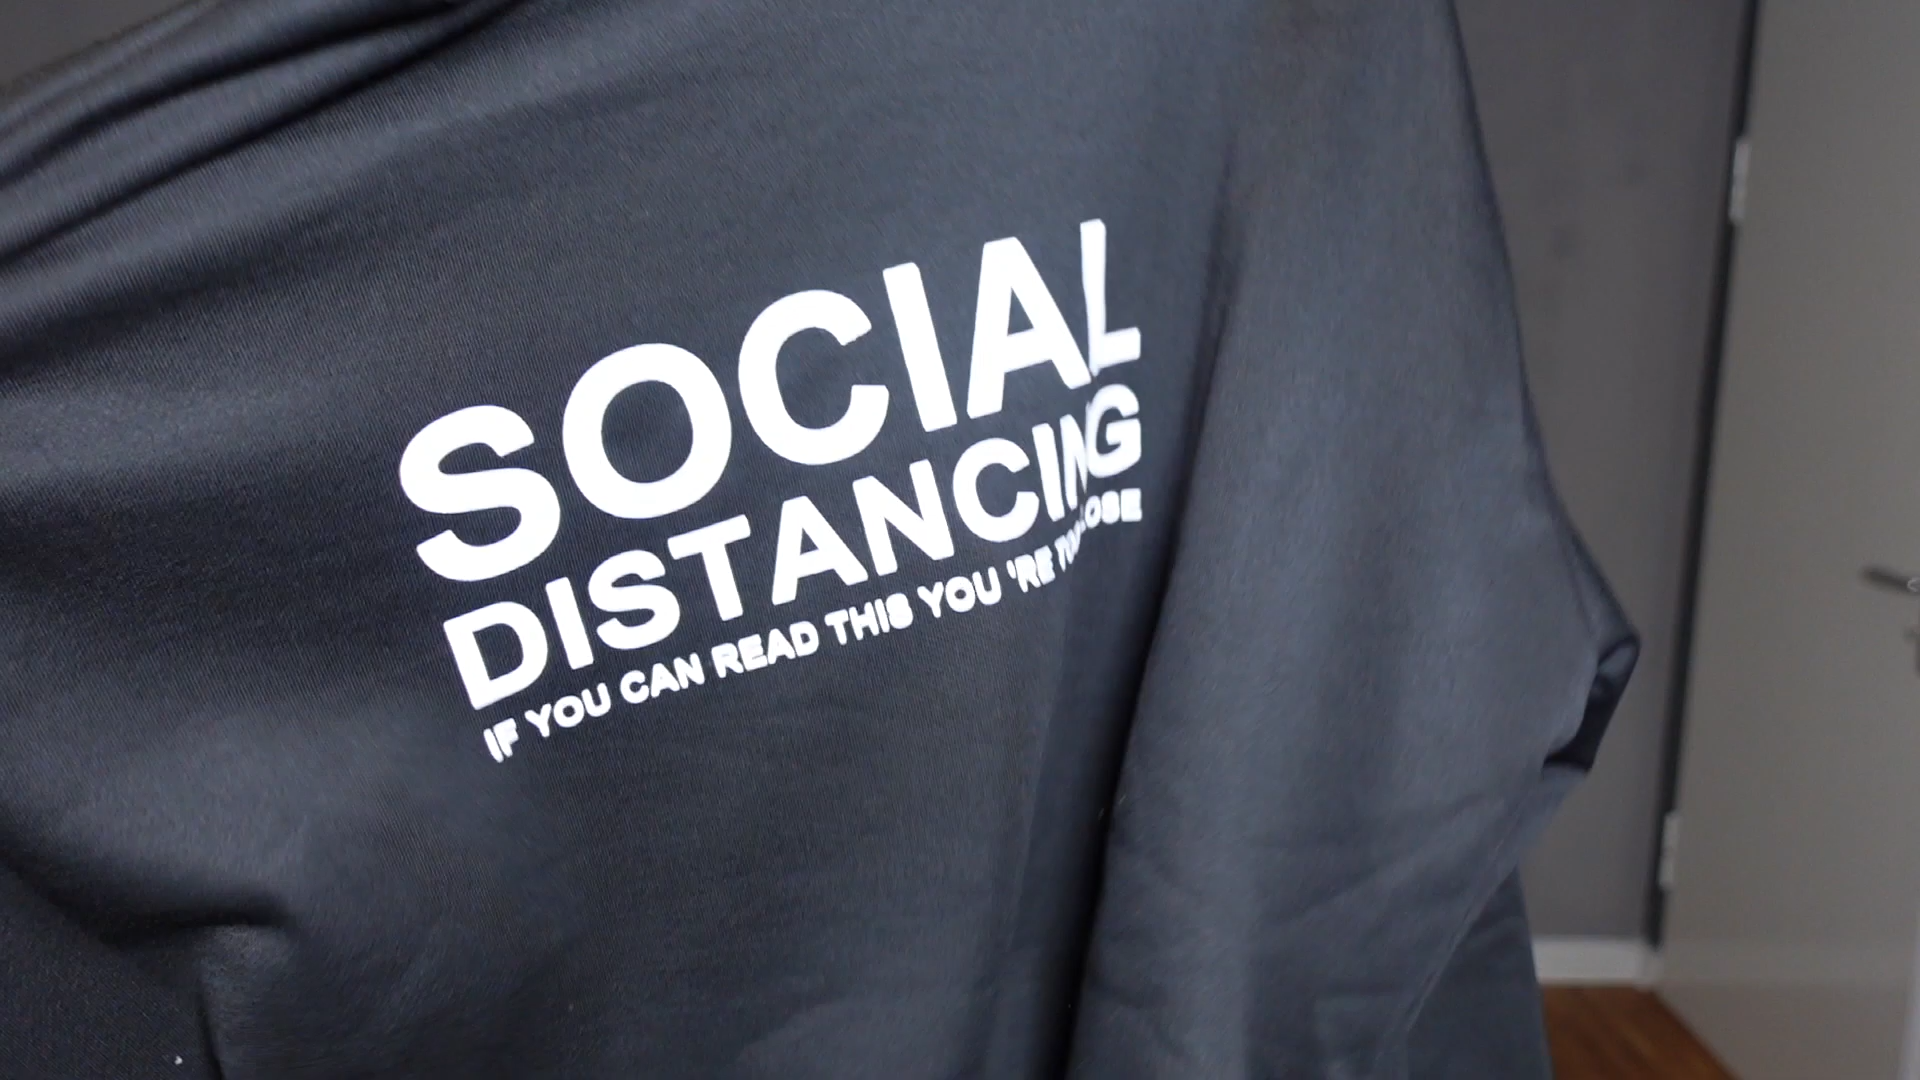 SOCIAL
DISTANCING
IF YOU CAN READ THIS YOU 'RE